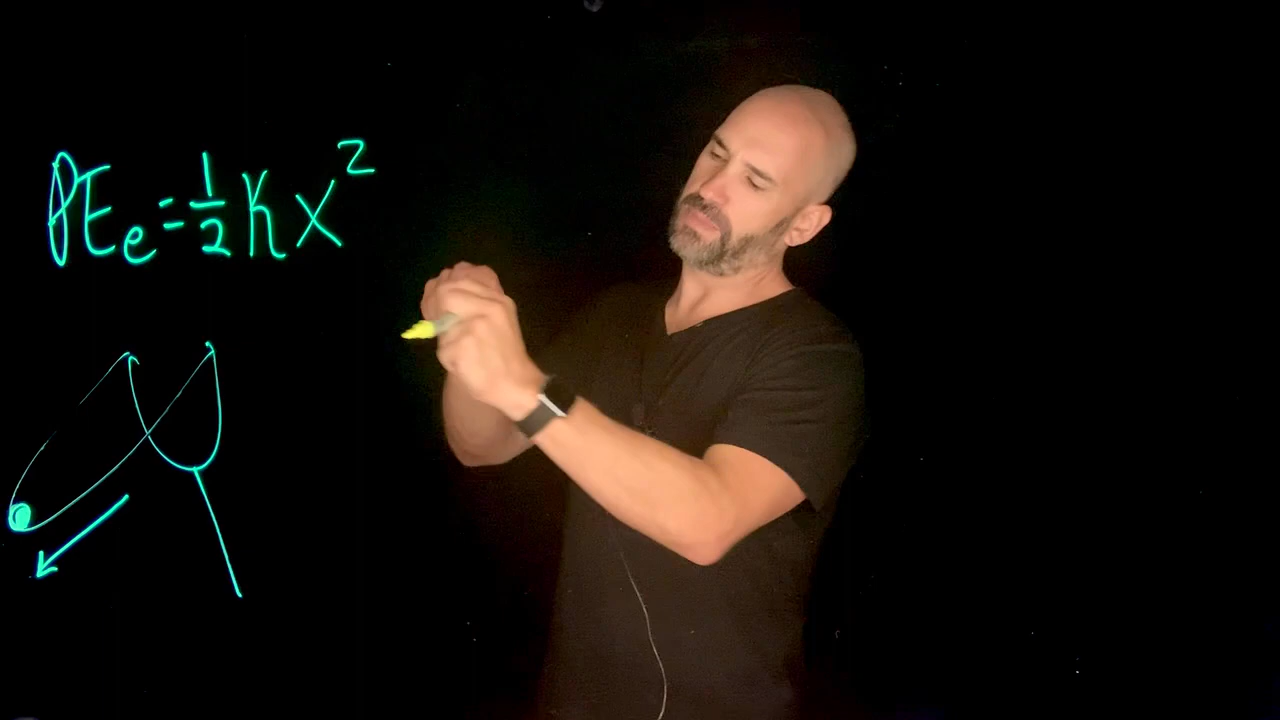 PEe = 1/2 Kx²